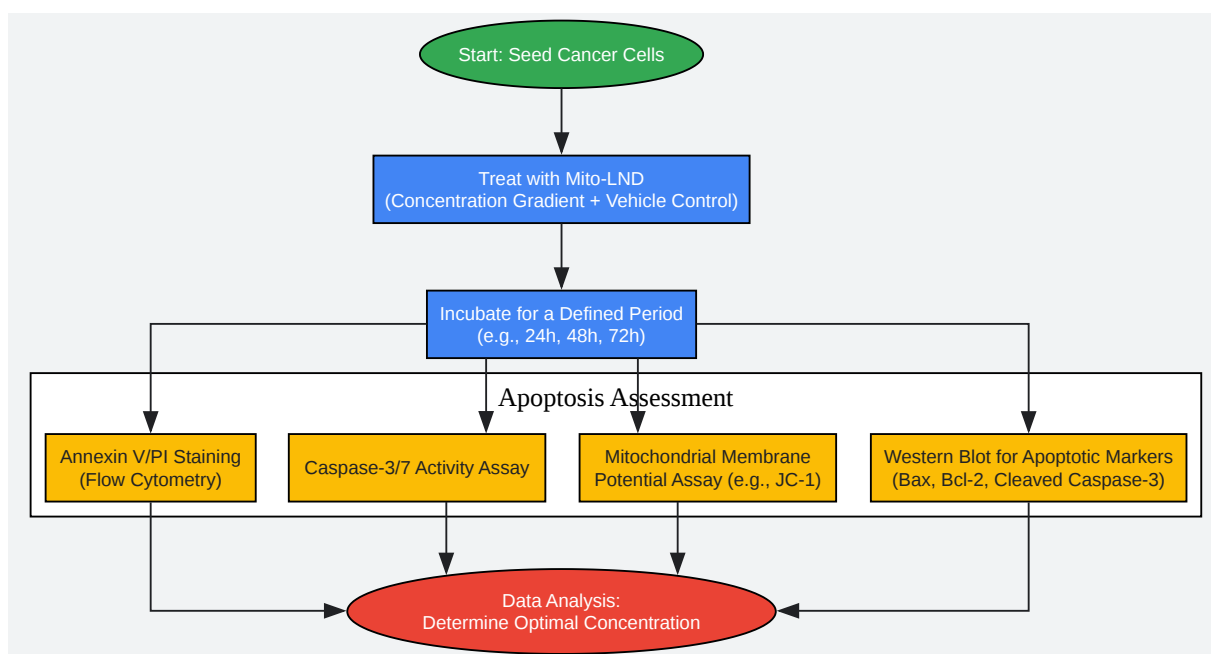 Start: Seed Cancer Cells
Treat with Mito-LND
(Concentration Gradient + Vehicle Control)
Incubate for a Defined Period
(e.g., 24h, 48h, 72h)
Apoptosis Assessment
Annexin V/PI Staining
(Flow Cytometry)
Caspase-3/7 Activity Assay
Mitochondrial Membrane
Potential Assay (e.g., JC-1)
Western Blot for Apoptotic Markers
(Bax, Bcl-2, Cleaved Caspase-3)
Data Analysis:
Determine Optimal Concentration